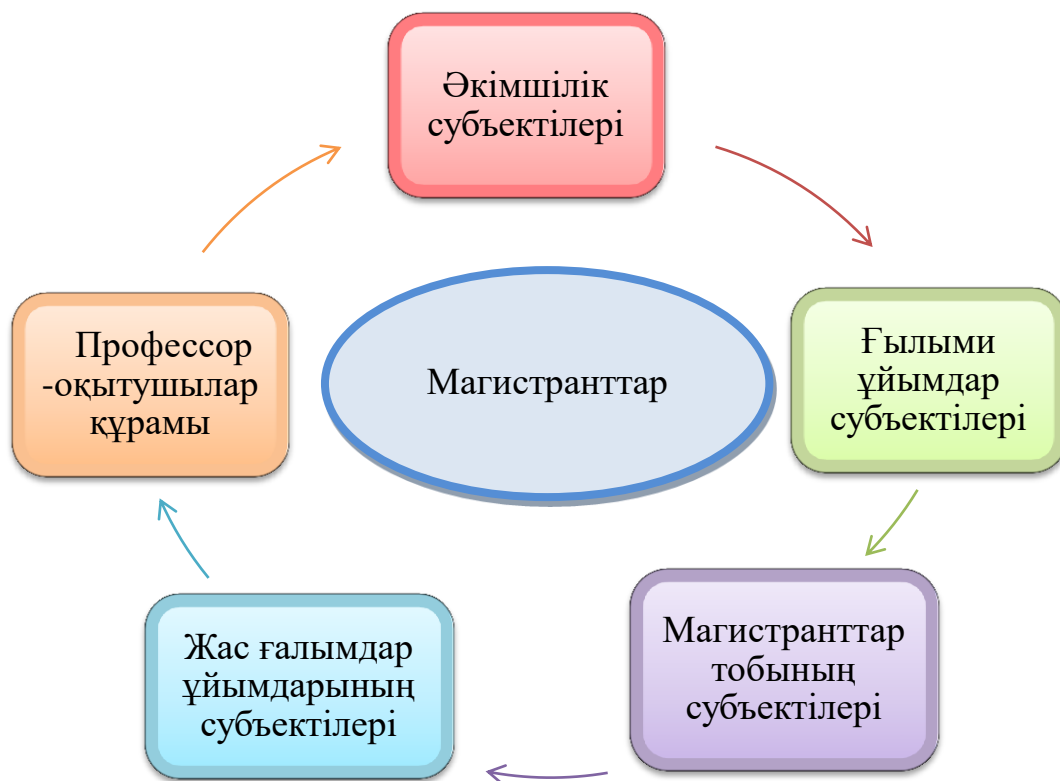 Әкімшілік
субъектілері
Ғылыми
ұйымдар
субъектілері
Магистранттар
тобының
субъектілері
Жас ғалымдар
ұйымдарының
субъектілері
Профессор
-оқытушылар
құрамы
Магистранттар